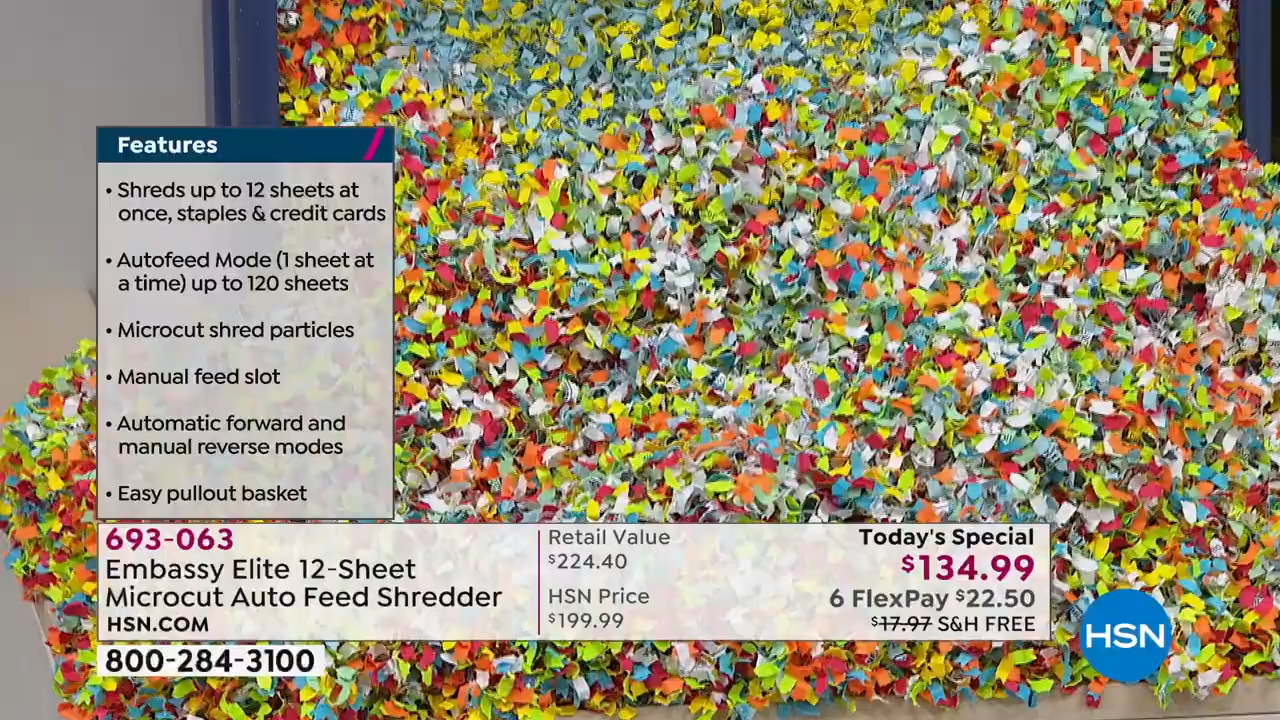 LIVE
Features
• Shreds up to 12 sheets at
once, staples & credit cards
• Autofeed Mode (1 sheet at
a time) up to 120 sheets
• Microcut shred particles
• Manual feed slot
• Automatic forward and
manual reverse modes
• Easy pullout basket
693-063
Embassy Elite 12-Sheet
Microcut Auto Feed Shredder
HSN.COM
Retail Value
$224.40
HSN Price
$199.99
Today's Special
$134.99
6 FlexPay $22.50
$17.97 S&H FREE
800-284-3100
HSN